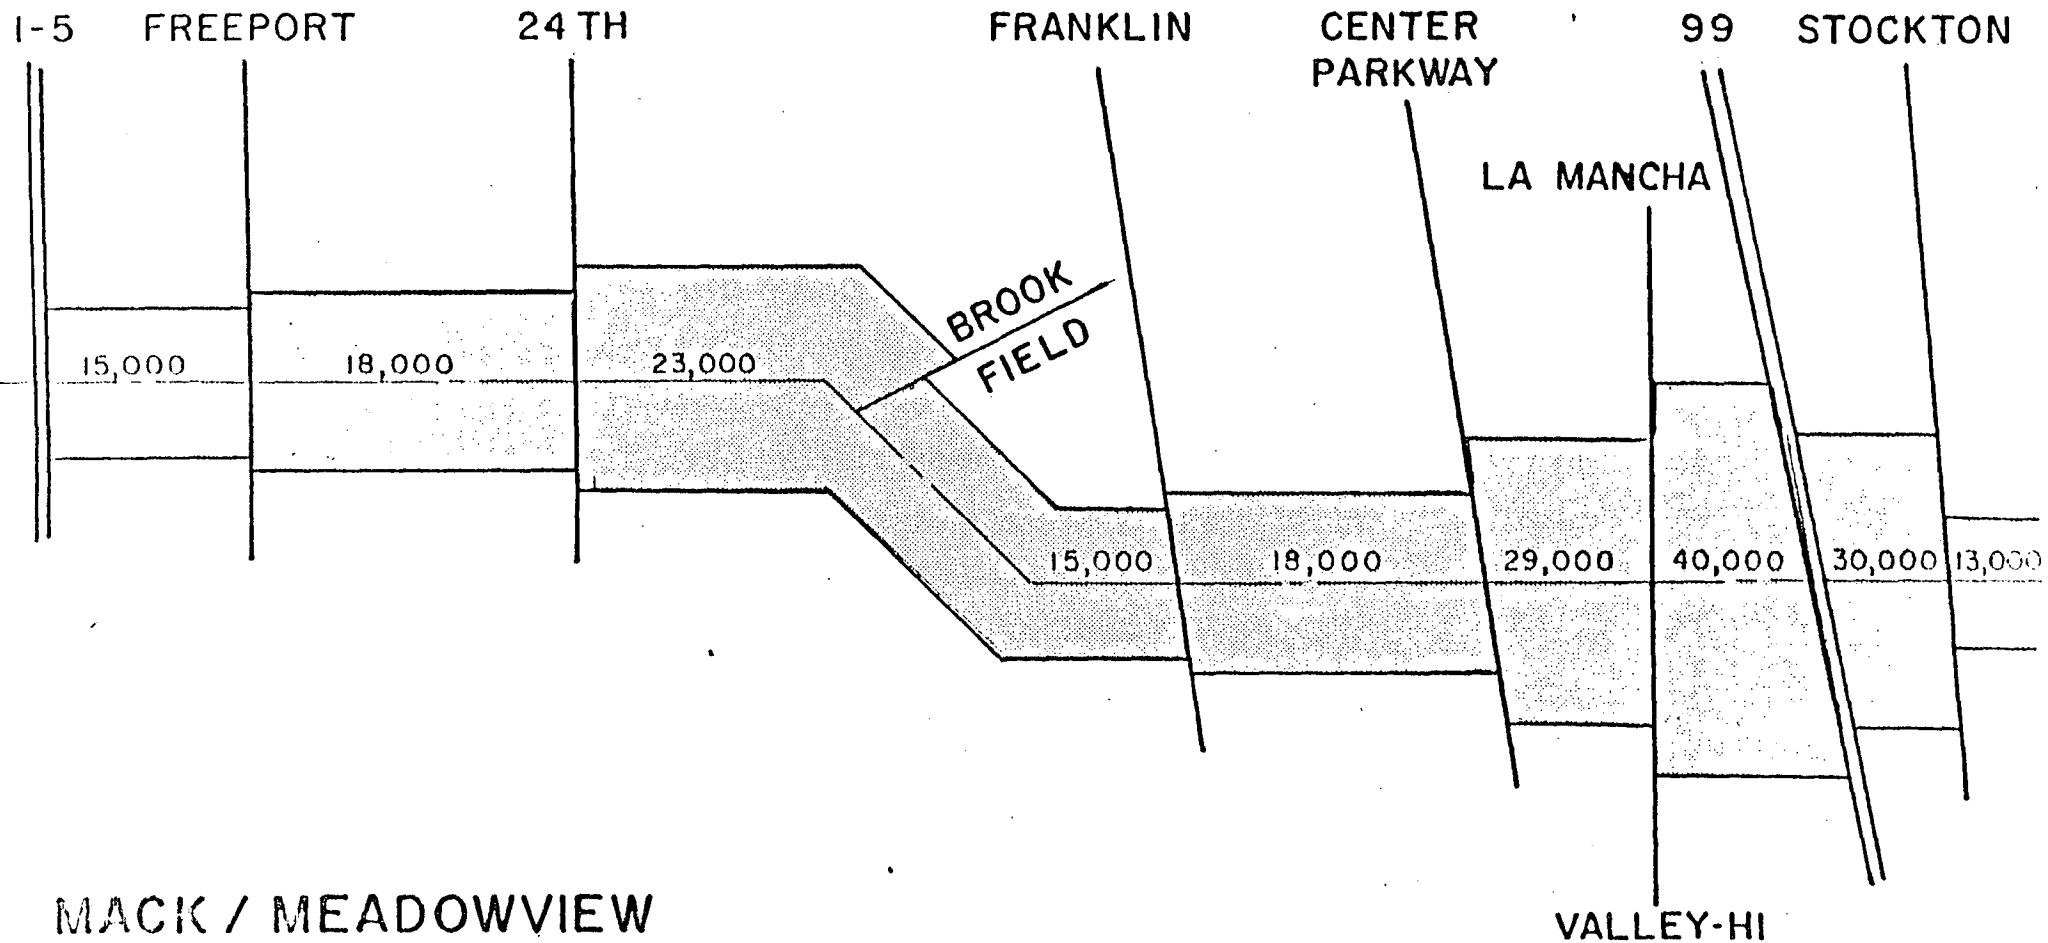 I-5 FREEPORT 24 TH FRANKLIN CENTER 99 STOCKTON
PARKWAY
LA MANCHA
BROOK
FIELD
15,000 18,000 23,000
15,000 18,000 29,000 40,000 30,000 13,000
MACK / MEADOWVIEW
VALLEY-HI